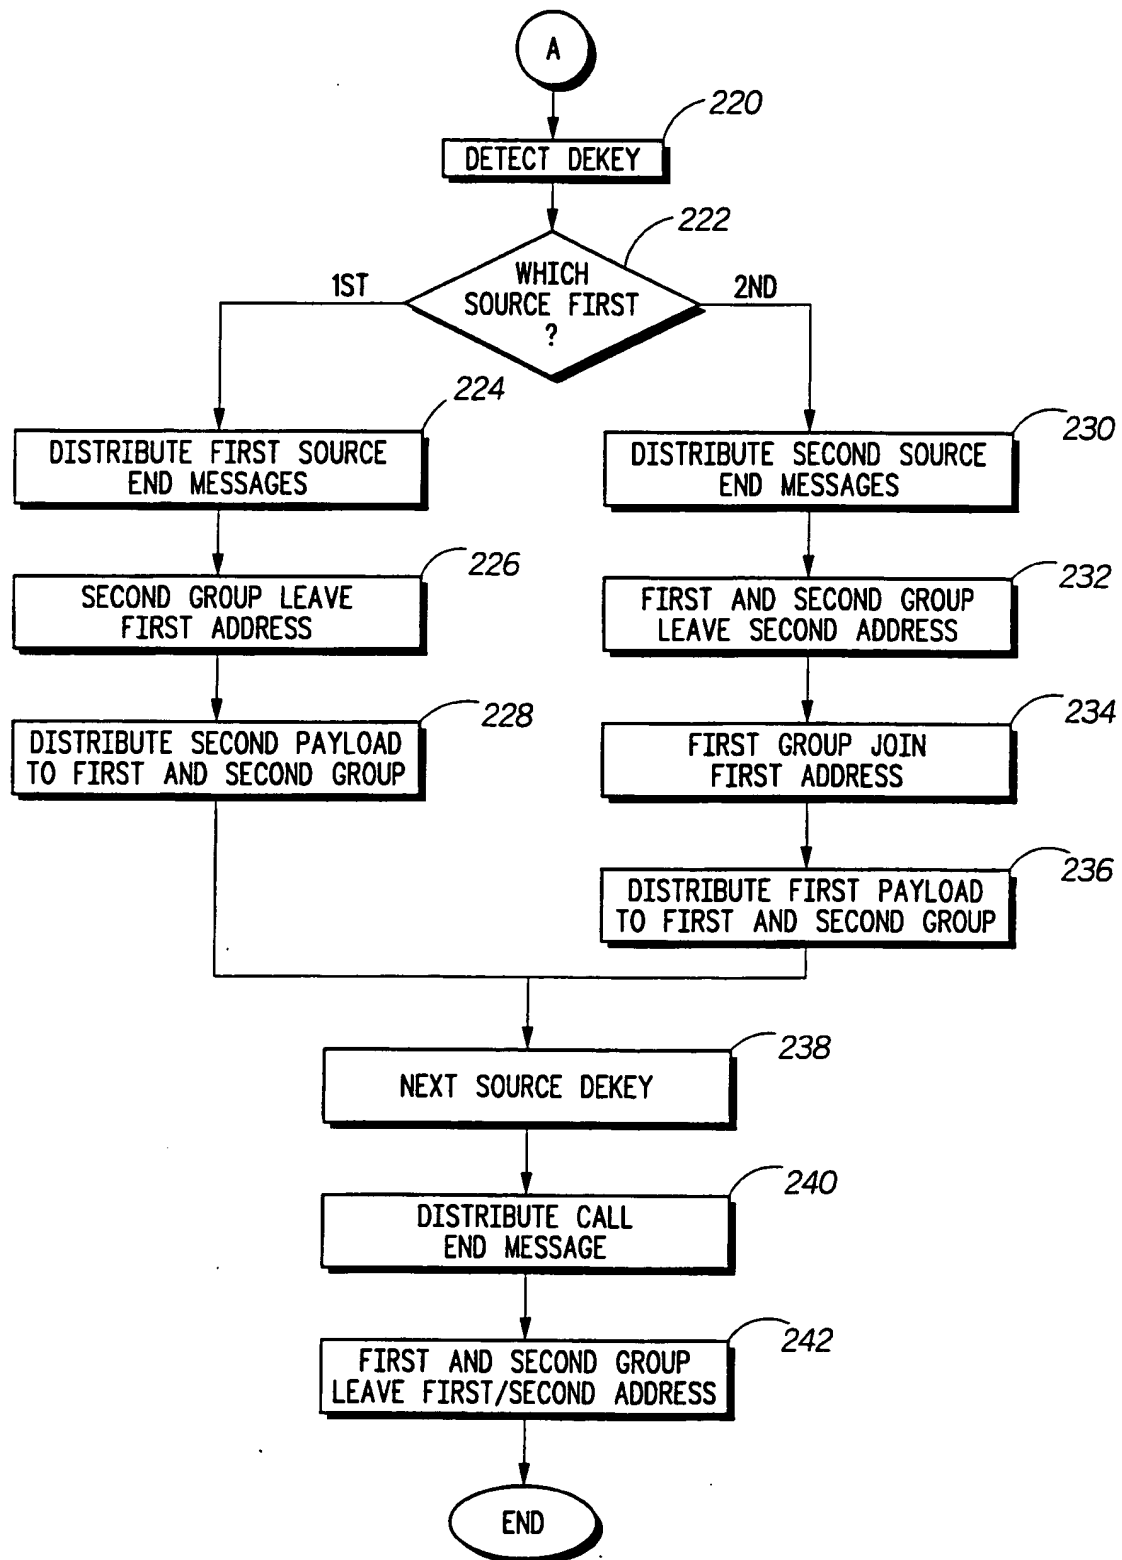 A
220
DETECT DEKEY
222
WHICH
SOURCE FIRST
?
1ST
2ND
224
DISTRIBUTE FIRST SOURCE
END MESSAGES
226
SECOND GROUP LEAVE
FIRST ADDRESS
228
DISTRIBUTE SECOND PAYLOAD
TO FIRST AND SECOND GROUP
230
DISTRIBUTE SECOND SOURCE
END MESSAGES
232
FIRST AND SECOND GROUP
LEAVE SECOND ADDRESS
234
FIRST GROUP JOIN
FIRST ADDRESS
236
DISTRIBUTE FIRST PAYLOAD
TO FIRST AND SECOND GROUP
238
NEXT SOURCE DEKEY
240
DISTRIBUTE CALL
END MESSAGE
242
FIRST AND SECOND GROUP
LEAVE FIRST/SECOND ADDRESS
END